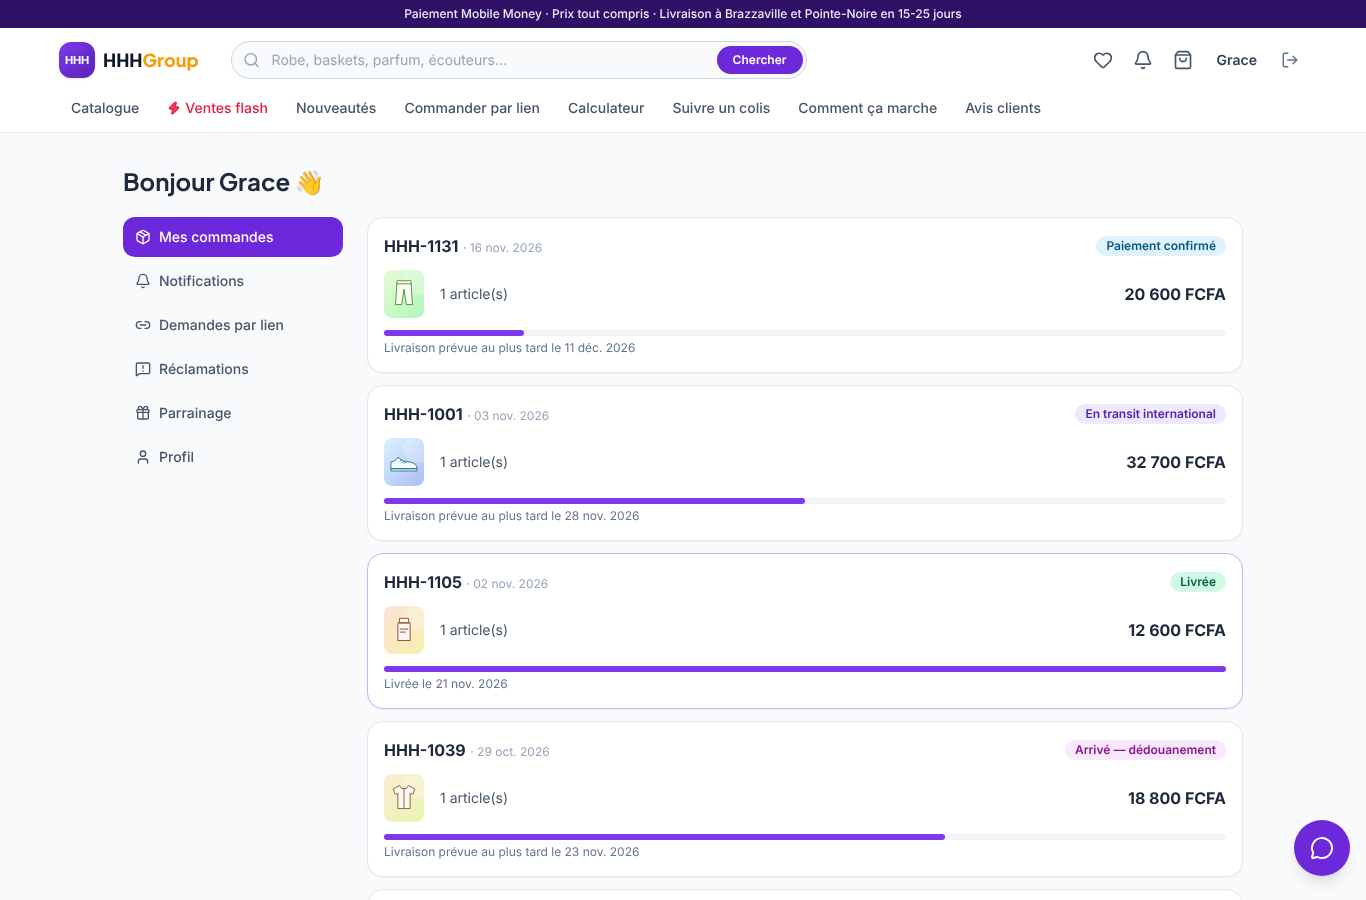 Paiement Mobile Money · Prix tout compris · Livraison à Brazzaville et Pointe-Noire en 15-25 jours
HHH
HHHGroup
Robe, baskets, parfum, écouteurs...
Chercher
Grace
Catalogue
Ventes flash
Nouveautés
Commander par lien
Calculateur
Suivre un colis
Comment ça marche
Avis clients
Bonjour Grace 👋
Mes commandes
Notifications
Demandes par lien
Réclamations
Parrainage
Profil
HHH-1131 · 16 nov. 2026
Paiement confirmé
1 article(s)
20 600 FCFA
Livraison prévue au plus tard le 11 déc. 2026
HHH-1001 · 03 nov. 2026
En transit international
1 article(s)
32 700 FCFA
Livraison prévue au plus tard le 28 nov. 2026
HHH-1105 · 02 nov. 2026
Livrée
1 article(s)
12 600 FCFA
Livrée le 21 nov. 2026
HHH-1039 · 29 oct. 2026
Arrivé — dédouanement
1 article(s)
18 800 FCFA
Livraison prévue au plus tard le 23 nov. 2026